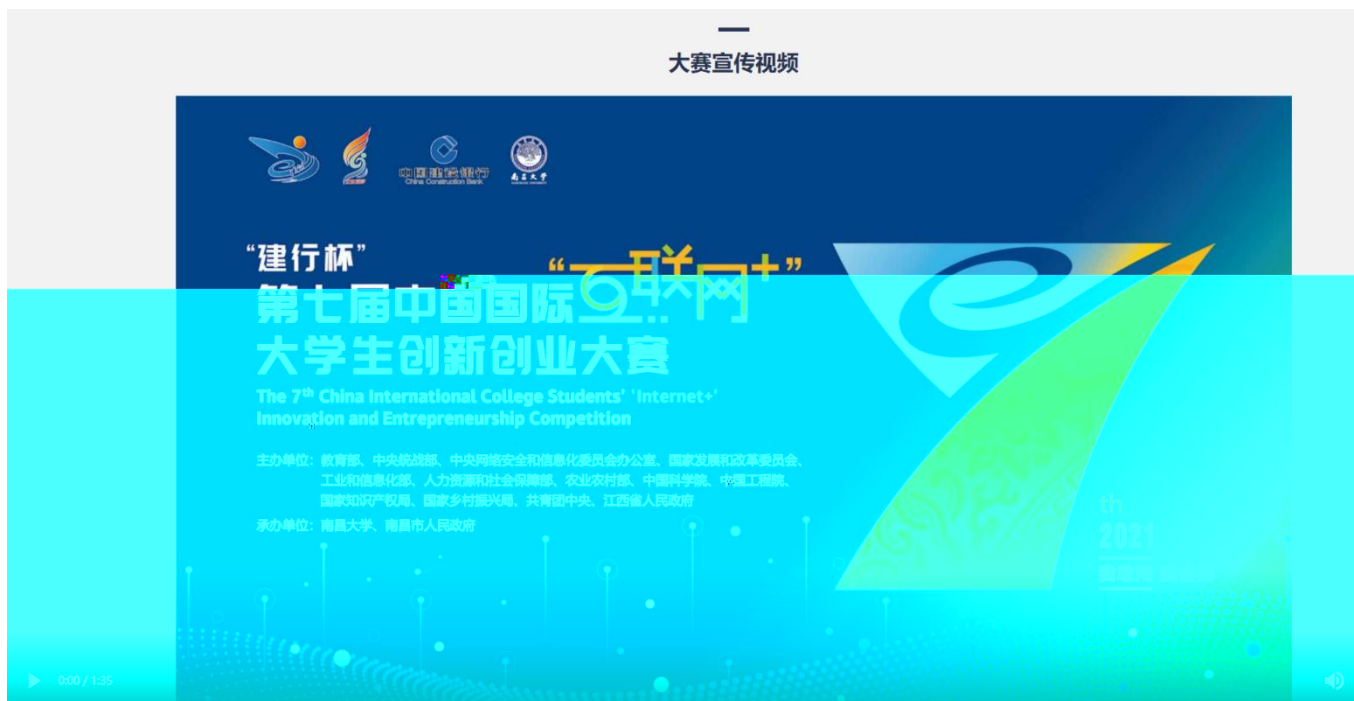 大赛宣传视频
中国建设银行
China Construction Bank
南昌大学
“建行杯”
第七届中国国际“互联网+”
大学生创新创业大赛
The 7th China International College Students' 'Internet+'
Innovation and Entrepreneurship Competition
主办单位：教育部、中央统战部、中央网络安全和信息化委员会办公室、国家发展和改革委员会、
工业和信息化部、人力资源和社会保障部、农业农村部、中国科学院、中国工程院、
国家知识产权局、国家乡村振兴局、共青团中央、江西省人民政府
承办单位：南昌大学、南昌市人民政府
th
2021
0:00 / 1:35